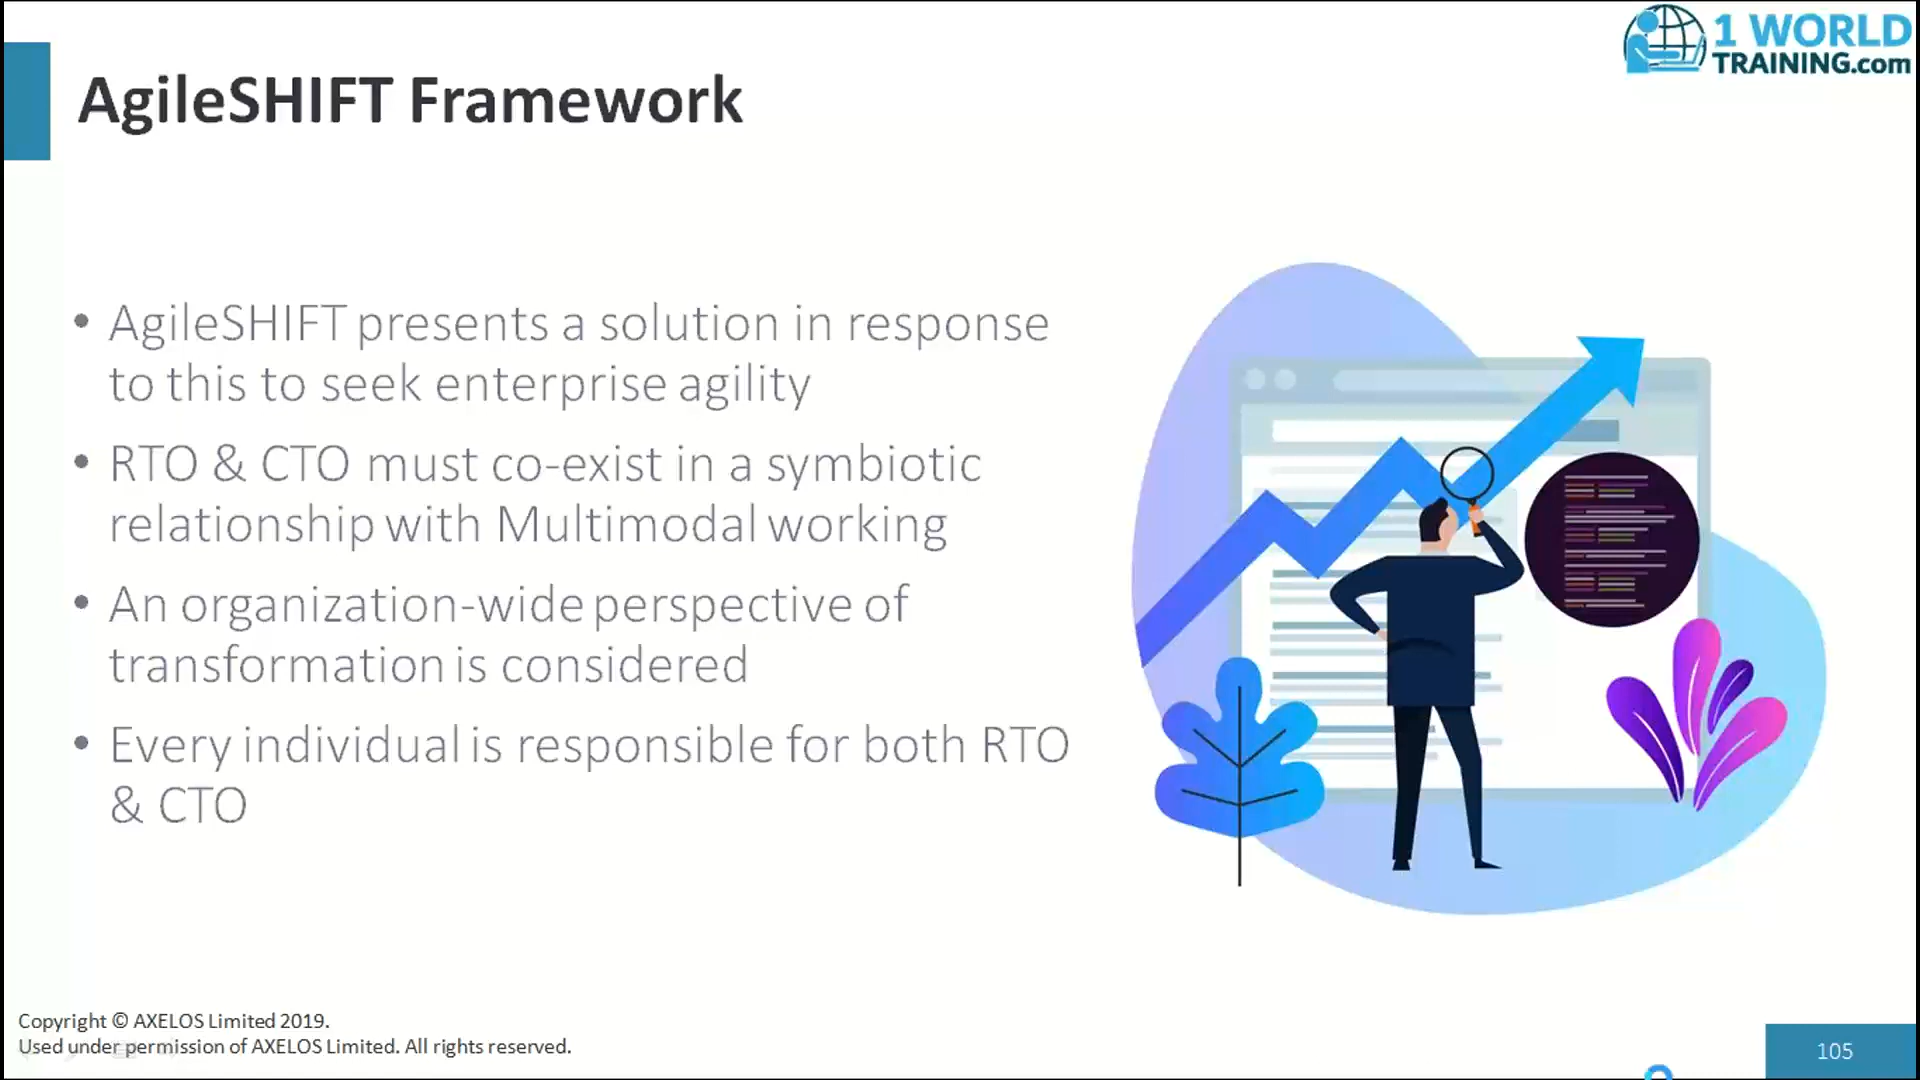 1 WORLD
TRAINING.com
AgileSHIFT Framework
• AgileSHIFT presents a solution in response
to this to seek enterprise agility
• RTO & CTO must co-exist in a symbiotic
relationship with Multimodal working
• An organization-wide perspective of
transformation is considered
• Every individual is responsible for both RTO
& CTO
Copyright © AXELOS Limited 2019.
Used under permission of AXELOS Limited. All rights reserved.
105